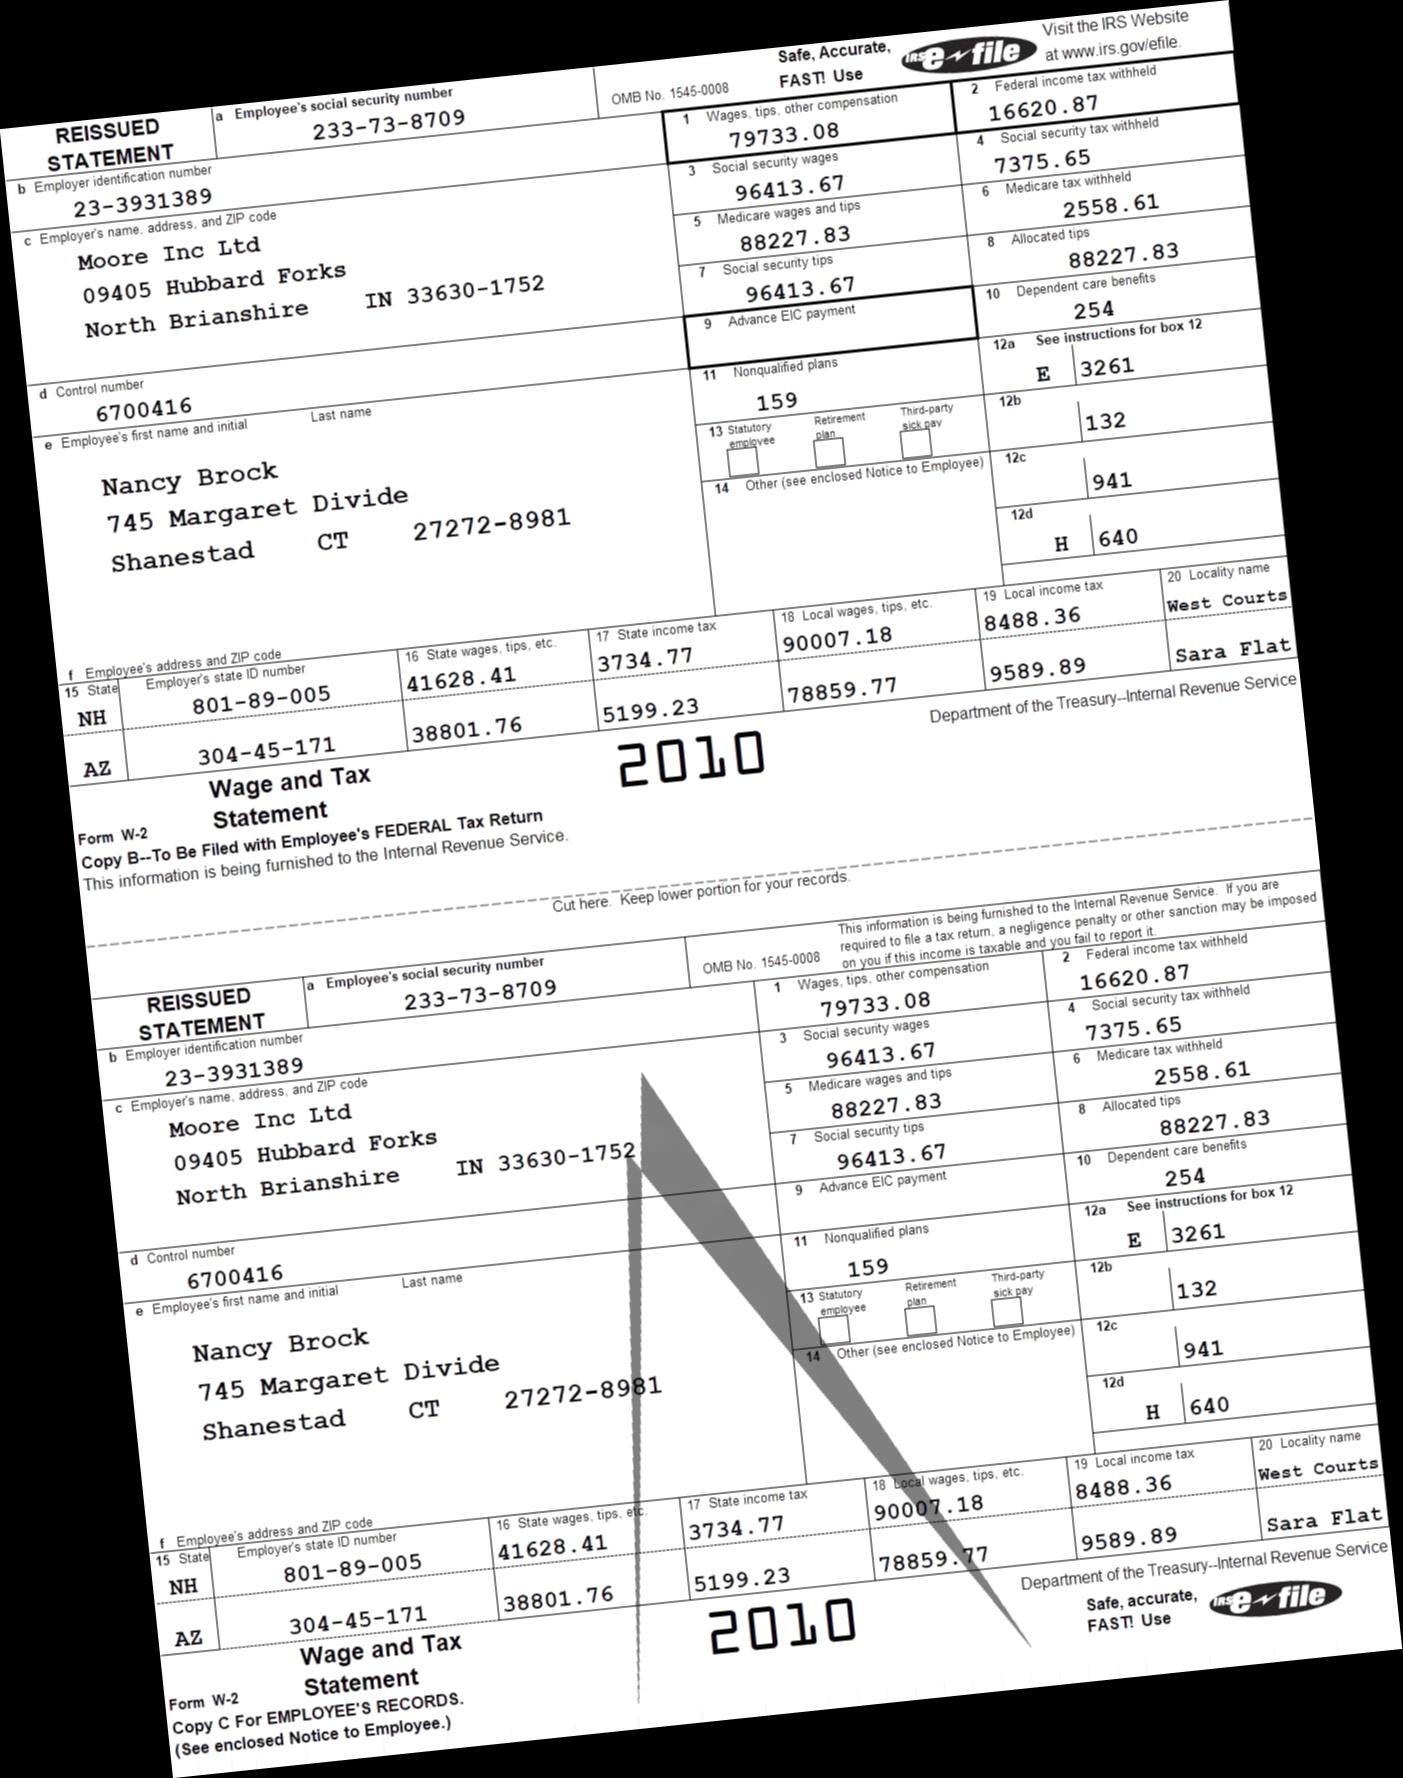 Safe, Accurate, FAST! Use IRS e-file Visit the IRS Website at www.irs.gov/efile.
REISSUED STATEMENT
a Employee's social security number
233-73-8709
OMB No. 1545-0008
1 Wages, tips, other compensation
79733.08
2 Federal income tax withheld
16620.87
b Employer identification number
23-3931389
3 Social security wages
96413.67
4 Social security tax withheld
7375.65
c Employer's name, address, and ZIP code
Moore Inc Ltd
09405 Hubbard Forks
North Brianshire IN 33630-1752
5 Medicare wages and tips
88227.83
6 Medicare tax withheld
2558.61
7 Social security tips
96413.67
8 Allocated tips
88227.83
9 Advance EIC payment
10 Dependent care benefits
254
d Control number
6700416
11 Nonqualified plans
159
12a See instructions for box 12
E 3261
e Employee's first name and initial Last name
Nancy Brock
745 Margaret Divide
Shanestad CT 27272-8981
13 Statutory employee Retirement plan Third-party sick pay
12b
132
14 Other (see enclosed Notice to Employee)
12c
941
12d
H 640
f Employee's address and ZIP code
15 State Employer's state ID number 16 State wages, tips, etc. 17 State income tax 18 Local wages, tips, etc. 19 Local income tax 20 Locality name
NH 801-89-005 41628.41 3734.77 90007.18 8488.36 West Courts
AZ 304-45-171 38801.76 5199.23 78859.77 9589.89 Sara Flat
Form W-2 Wage and Tax Statement 2010 Department of the Treasury--Internal Revenue Service
Copy B--To Be Filed with Employee's FEDERAL Tax Return
This information is being furnished to the Internal Revenue Service.
Cut here. Keep lower portion for your records.
This information is being furnished to the Internal Revenue Service. If you are
required to file a tax return, a negligence penalty or other sanction may be imposed
on you if this income is taxable and you fail to report it.
REISSUED STATEMENT
a Employee's social security number
233-73-8709
OMB No. 1545-0008
1 Wages, tips, other compensation
79733.08
2 Federal income tax withheld
16620.87
b Employer identification number
23-3931389
3 Social security wages
96413.67
4 Social security tax withheld
7375.65
c Employer's name, address, and ZIP code
Moore Inc Ltd
09405 Hubbard Forks
North Brianshire IN 33630-1752
5 Medicare wages and tips
88227.83
6 Medicare tax withheld
2558.61
7 Social security tips
96413.67
8 Allocated tips
88227.83
9 Advance EIC payment
10 Dependent care benefits
254
d Control number
6700416
11 Nonqualified plans
159
12a See instructions for box 12
E 3261
e Employee's first name and initial Last name
Nancy Brock
745 Margaret Divide
Shanestad CT 27272-8981
13 Statutory employee Retirement plan Third-party sick pay
12b
132
14 Other (see enclosed Notice to Employee)
12c
941
12d
H 640
f Employee's address and ZIP code
15 State Employer's state ID number 16 State wages, tips, etc. 17 State income tax 18 Local wages, tips, etc. 19 Local income tax 20 Locality name
NH 801-89-005 41628.41 3734.77 90007.18 8488.36 West Courts
AZ 304-45-171 38801.76 5199.23 78859.77 9589.89 Sara Flat
Form W-2 Wage and Tax Statement 2010 Department of the Treasury--Internal Revenue Service
Safe, accurate, FAST! Use IRS e-file
Copy C For EMPLOYEE'S RECORDS.
(See enclosed Notice to Employee.)